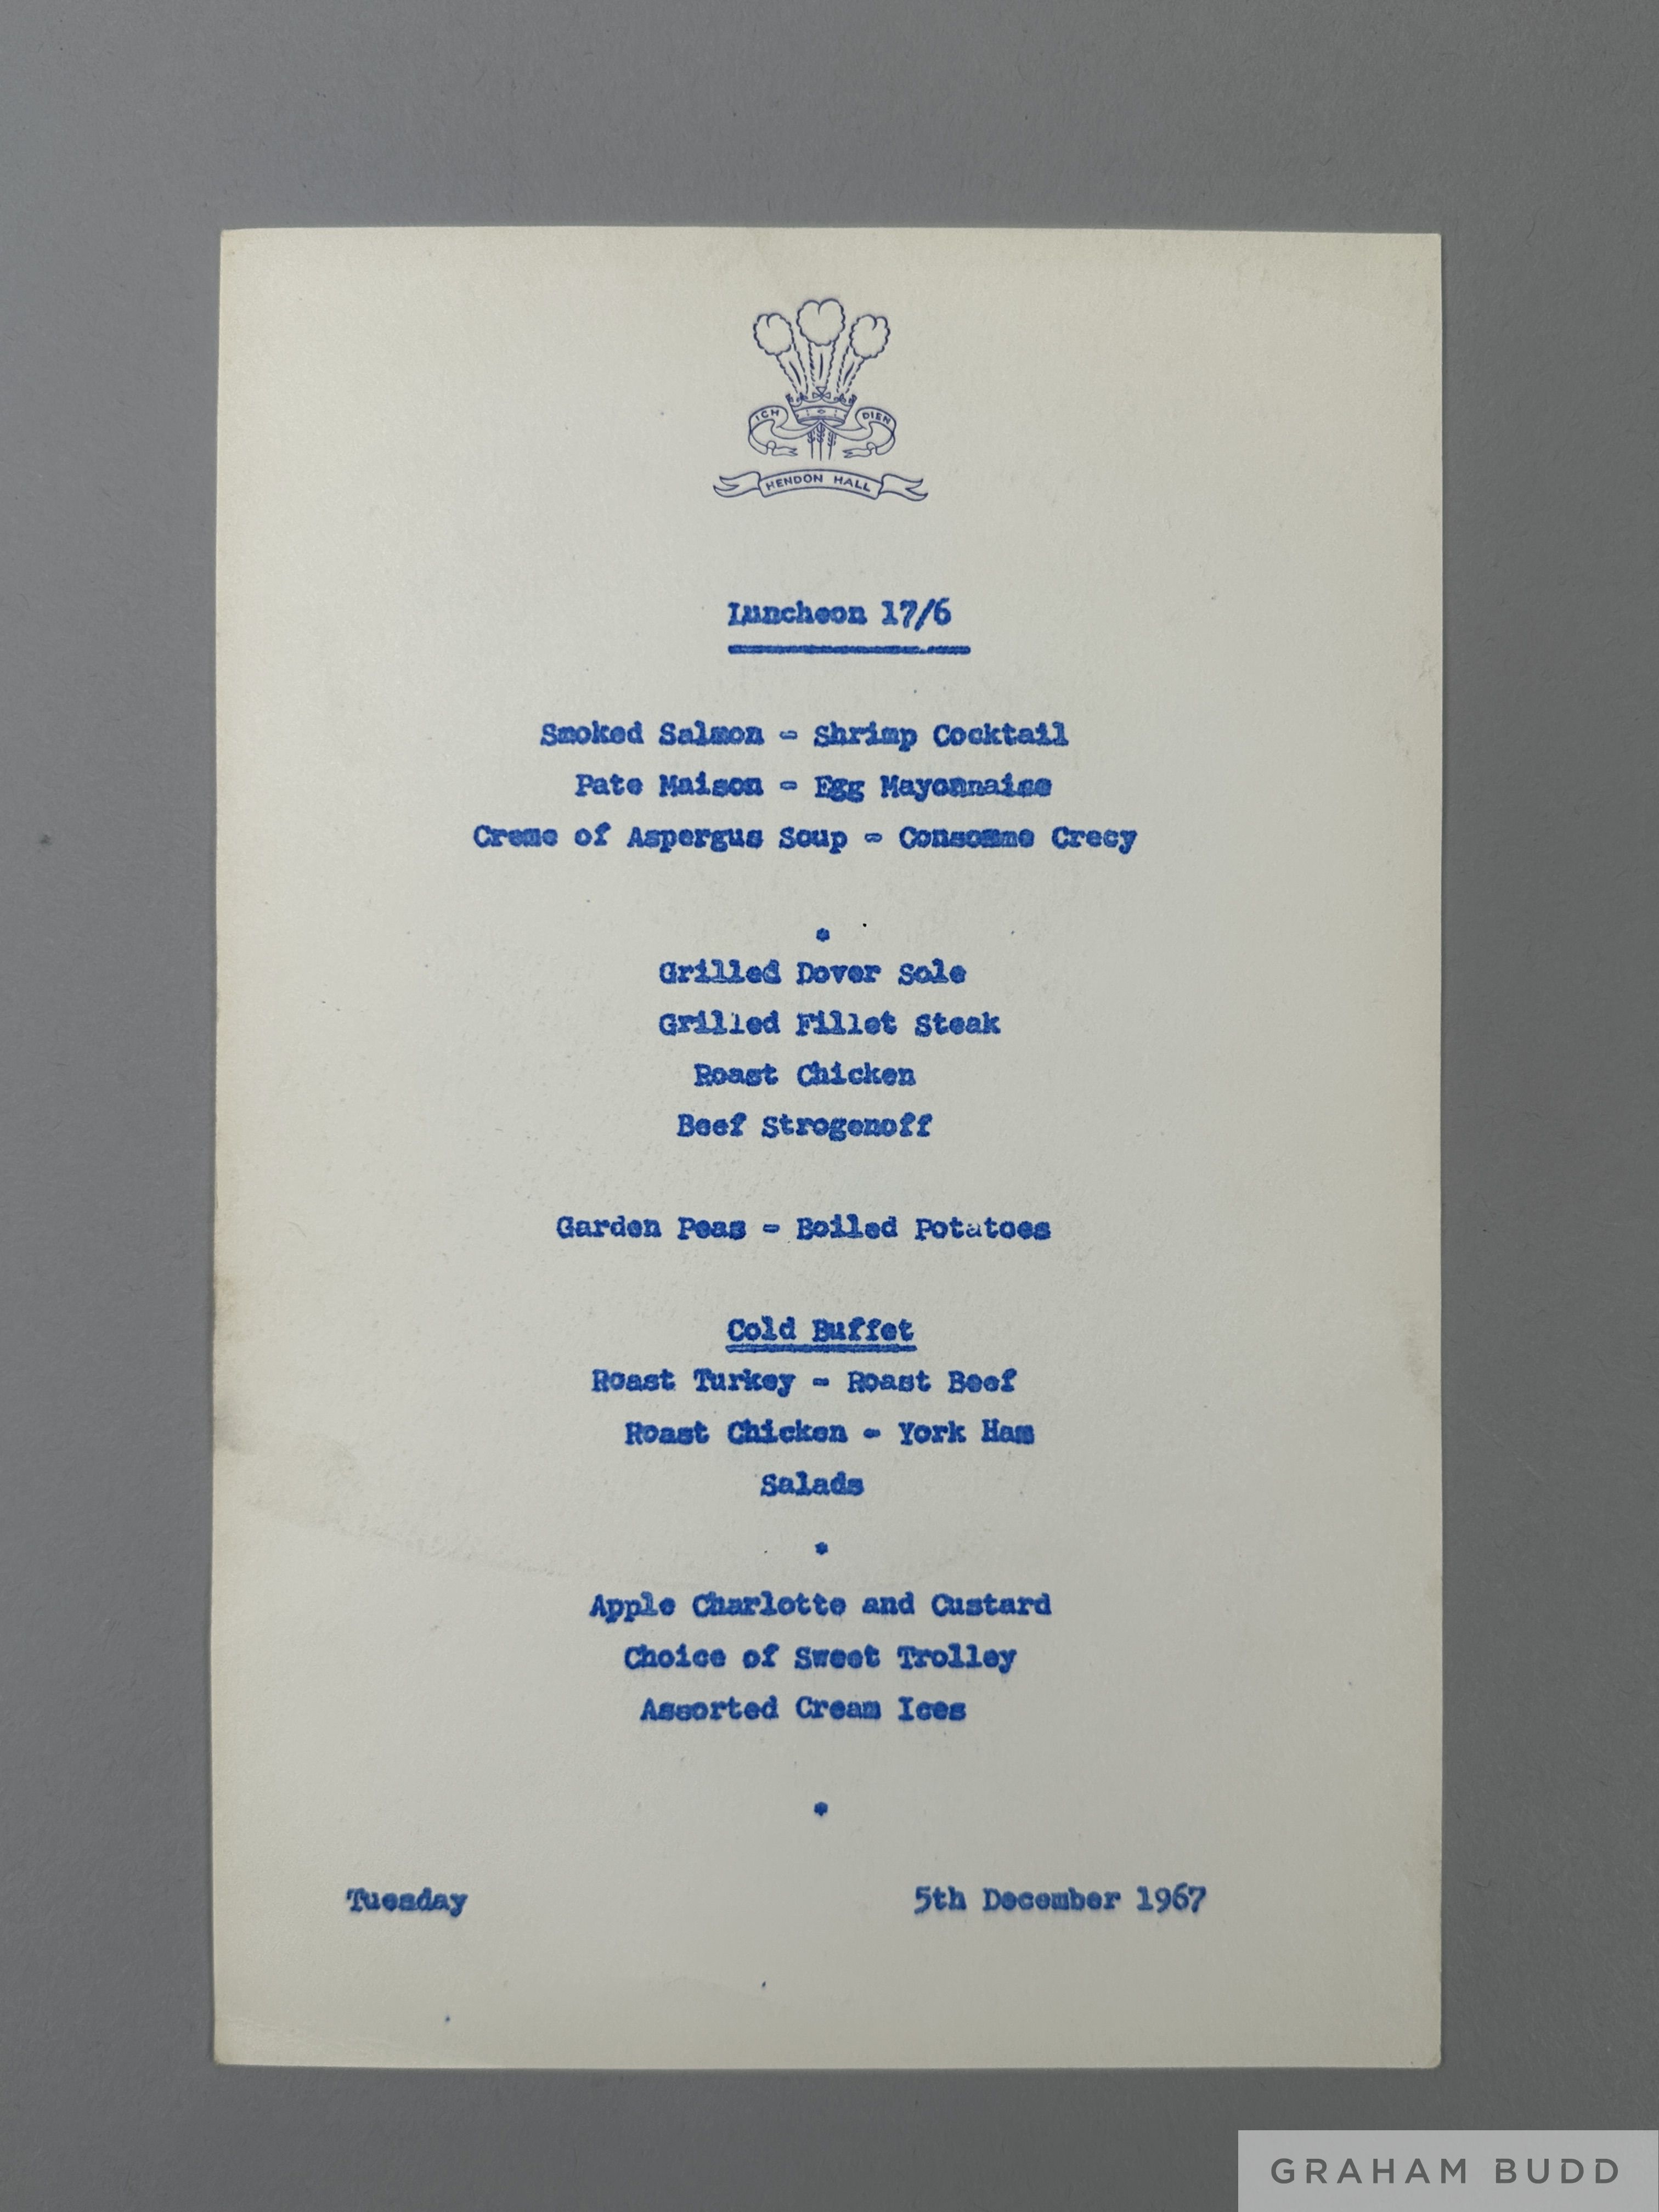 ICH DIEN
HENDON HALL
Luncheon 17/6
Smoked Salmon - Shrimp Cocktail
Pate Maison - Egg Mayonnaise
Creme of Aspergus Soup - Consomme Crecy
*
Grilled Dover Sole
Grilled Fillet Steak
Roast Chicken
Beef Strogenoff
Garden Peas - Boiled Potatoes
Cold Buffet
Roast Turkey - Roast Beef
Roast Chicken - York Ham
Salads
*
Apple Charlotte and Custard
Choice of Sweet Trolley
Assorted Cream Ices
*
Tuesday 5th December 1967
GRAHAM BUDD